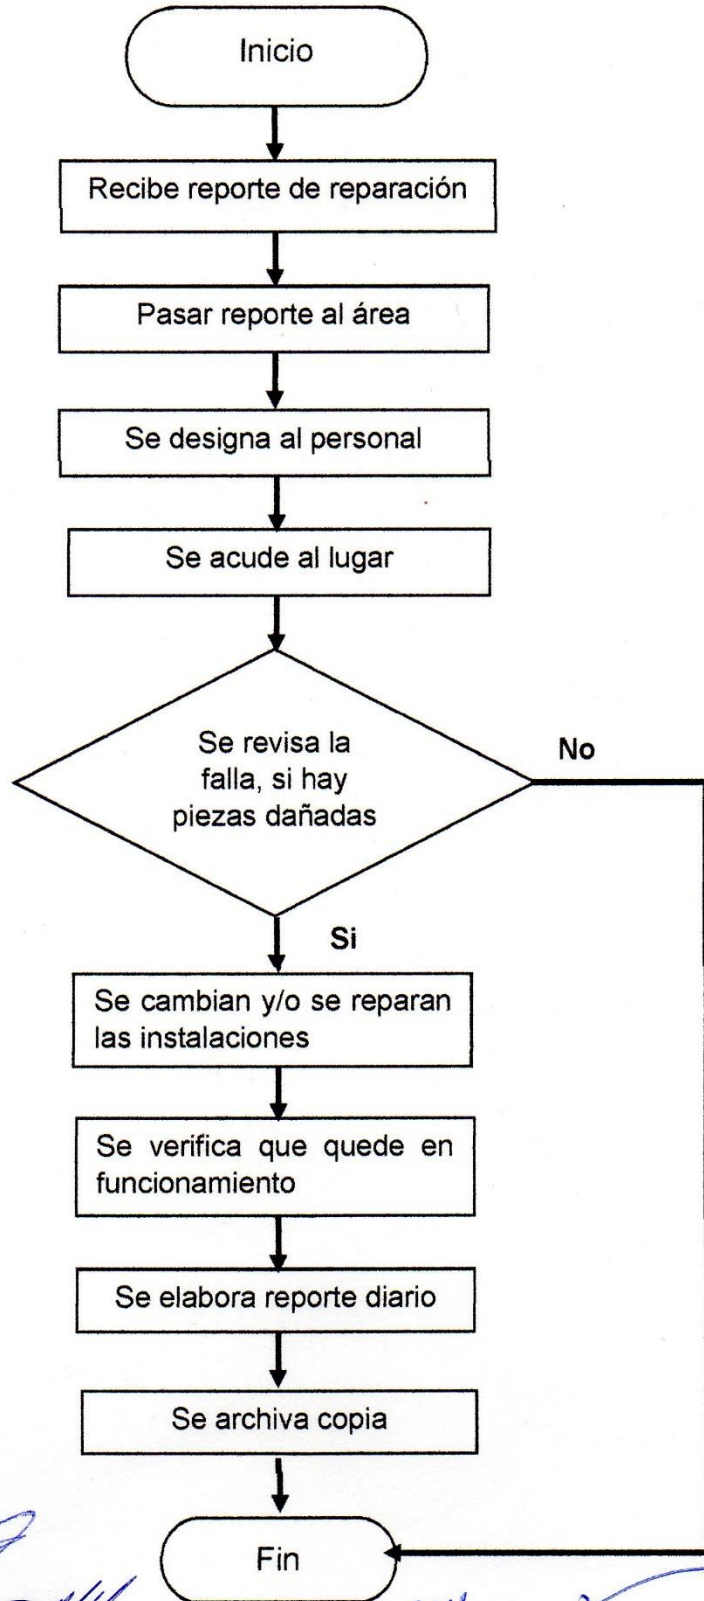 Inicio
Recibe reporte de reparación
Pasar reporte al área
Se designa al personal
Se acude al lugar
Se revisa la
falla, si hay
piezas dañadas
No
Si
Se cambian y/o se reparan
las instalaciones
Se verifica que quede en
funcionamiento
Se elabora reporte diario
Se archiva copia
Fin